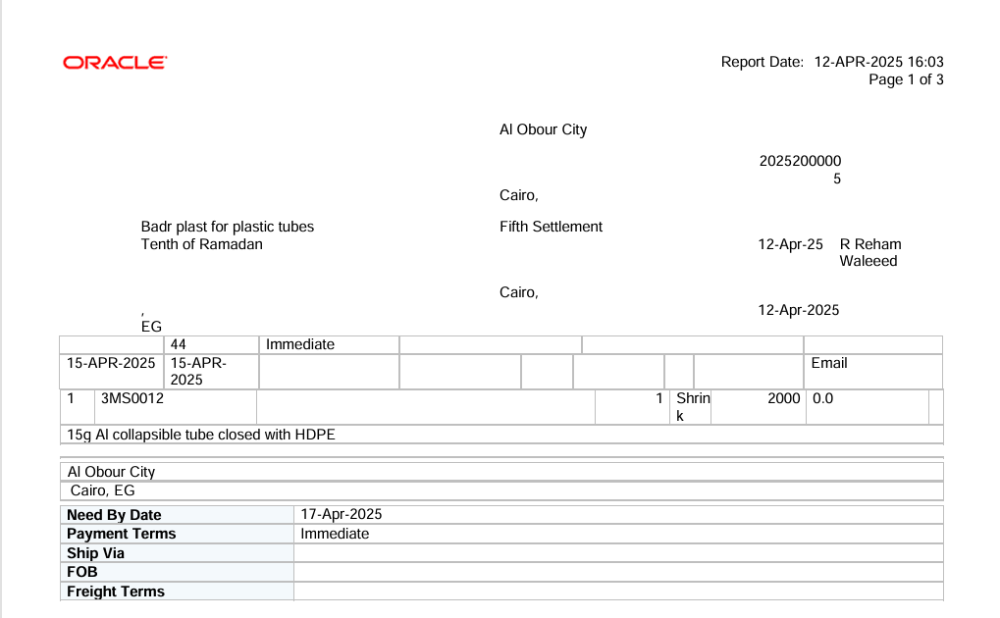 ORACLE
Report Date: 12-APR-2025 16:03
Page 1 of 3
Al Obour City
2025200000
5
Cairo,
Badr plast for plastic tubes
Fifth Settlement
Tenth of Ramadan
12-Apr-25 R Reham
Waleeed
Cairo,
,
12-Apr-2025
EG
44 Immediate
15-APR-2025 15-APR- Email
2025
1 3MS0012 1 Shrin 2000 0.0
k
15g Al collapsible tube closed with HDPE
Al Obour City
Cairo, EG
Need By Date 17-Apr-2025
Payment Terms Immediate
Ship Via
FOB
Freight Terms